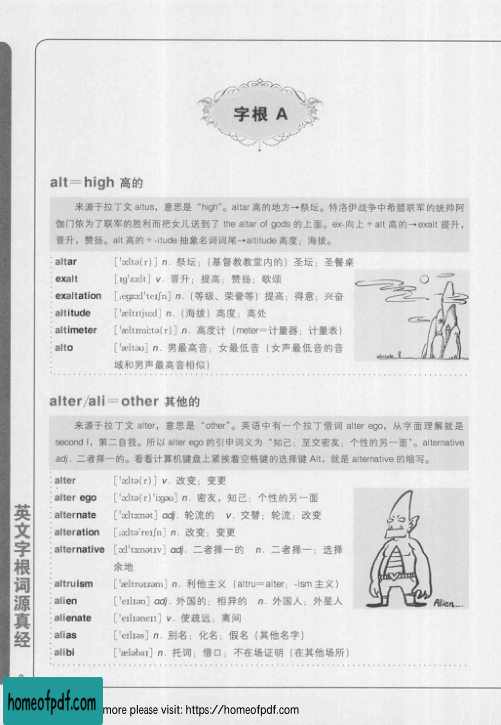 字根 A
alt=high 高的
来源于拉丁文 altus，意思是“high”。altar 高的地方→祭坛。特洛伊战争中希腊联军的统帅阿
伽门侬为了联军的胜利而把女儿送到了 the altar of gods 的上面。ex-向上+alt 高的→exalt 提升，
晋升，赞扬。alt 高的+-itude 抽象名词词尾→altitude 高度；海拔。
altar [ˈɔːltə(r)] n. 祭坛；（基督教教堂内的）圣坛；圣餐桌
exalt [ɪgˈzɔːlt] v. 晋升；提高；赞扬；歌颂
exaltation [ˌegzɔːlˈteɪʃn] n.（等级、荣誉等）提高；得意；兴奋
altitude [ˈæltɪtjuːd] n.（海拔）高度；高处
altimeter [ˈæltɪmiːtə(r)] n. 高度计（meter=计量器；计量表）
alto [ˈæltəʊ] n. 男最高音；女最低音（女声最低音的音
域和男声最高音相似）
alter/ali=other 其他的
来源于拉丁文 alter，意思是“other”。英语中有一个拉丁借词 alter ego，从字面理解就是
second I，第二自我。所以 alter ego 的引申词义为“知己；至交密友；个性的另一面”。alternative
adj. 二者择一的。看看计算机键盘上紧挨着空格键的选择键 Alt，就是 alternative 的缩写。
alter [ˈɔːltə(r)] v. 改变；变更
alter ego [ˈɔːltə(r)ˈiːgəʊ] n. 密友，知己；个性的另一面
alternate [ˈɔːltɜːnət] adj. 轮流的 v. 交替；轮流；改变
alteration [ˌɔːltəˈreɪʃn] n. 改变；变更
alternative [ɔːlˈtɜːnətɪv] adj. 二者择一的 n. 二者择一；选择
余地
altruism [ˈæltruɪzəm] n. 利他主义（altru=alter；-ism 主义）
alien [ˈeɪlɪən] adj. 外国的；相异的 n. 外国人；外星人
alienate [ˈeɪlɪəneɪt] v. 使疏远；离间
alias [ˈeɪlɪəs] n. 别名；化名；假名（其他名字）
alibi [ˈæləbaɪ] n. 托词；借口；不在场证明（在其他场所）
Alien....
英文字根词源真经
homeofpdf.com
more please visit: https://homeofpdf.com